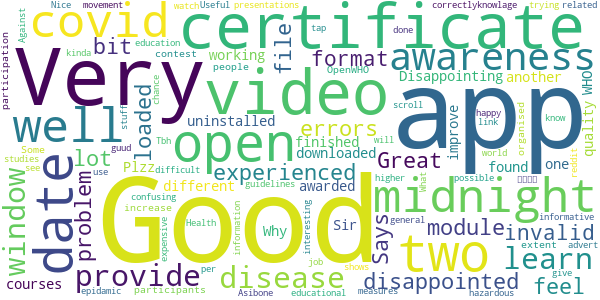 Good
app
Very
certificate
video
covid
midnight
open
well
date
two
awareness
disease
provide
window
learn
module
disappointed
experienced
invalid
feel
file
format
errors
bit
lot
loaded
problem
Great
Says
Sir
Why
Plzz
one
found
WHO
quality
improve
another
Disappointing
working
uninstalled
finished
downloaded
awarded
different
courses
Nice
movement
watch
Useful
presentations
trying
related
correctlyknowlage
Against
education
kinda
contest
participation
people
OpenWHO
tap
done
chance
stuff
Some
guud
Tbh
difficult
scroll
link
happy
know
will
world
organised
reddit
studies
see
use
confusing
guidelines
higher
possible
What
increase
expensive
Health
information
interesting
general
extent
advert
informative
give
job
shows
measures
hazardous
epidamic
participants
per
Asibone
educational